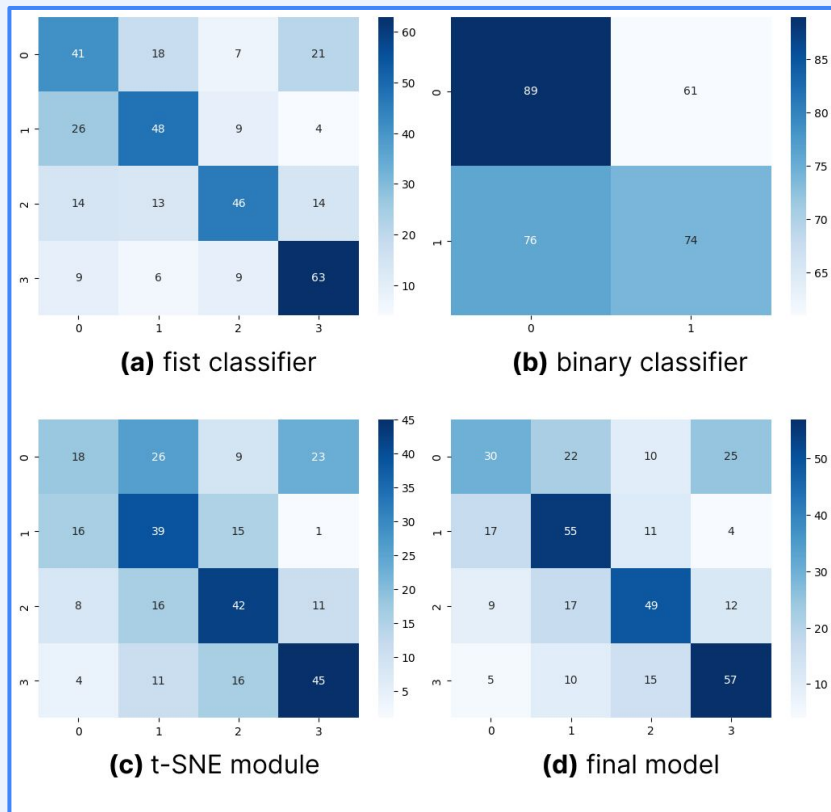 0 41 18 7 21
1 26 48 9 4
2 14 13 46 14
3 9 6 9 63
0 1 2 3
60
50
40
30
20
10
(a) fist classifier
0 89 61
1 76 74
0 1
85
80
75
70
65
(b) binary classifier
0 18 26 9 23
1 16 39 15 1
2 8 16 42 11
3 4 11 16 45
0 1 2 3
45
40
35
30
25
20
15
10
5
(c) t-SNE module
0 30 22 10 25
1 17 55 11 4
2 9 17 49 12
3 5 10 15 57
0 1 2 3
50
40
30
20
10
(d) final model